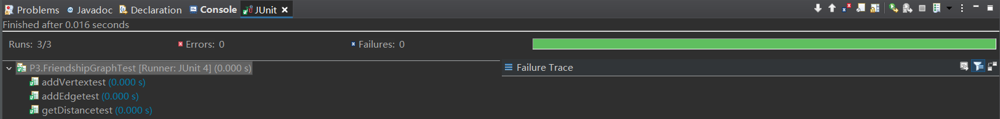 Problems @ Javadoc Declaration Console JUnit
Finished after 0.016 seconds
Runs: 3/3 Errors: 0 Failures: 0
P3.FriendshipGraphTest [Runner: JUnit 4] (0.000 s) Failure Trace
addVertextest (0.000 s)
addEdgetest (0.000 s)
getDistancetest (0.000 s)